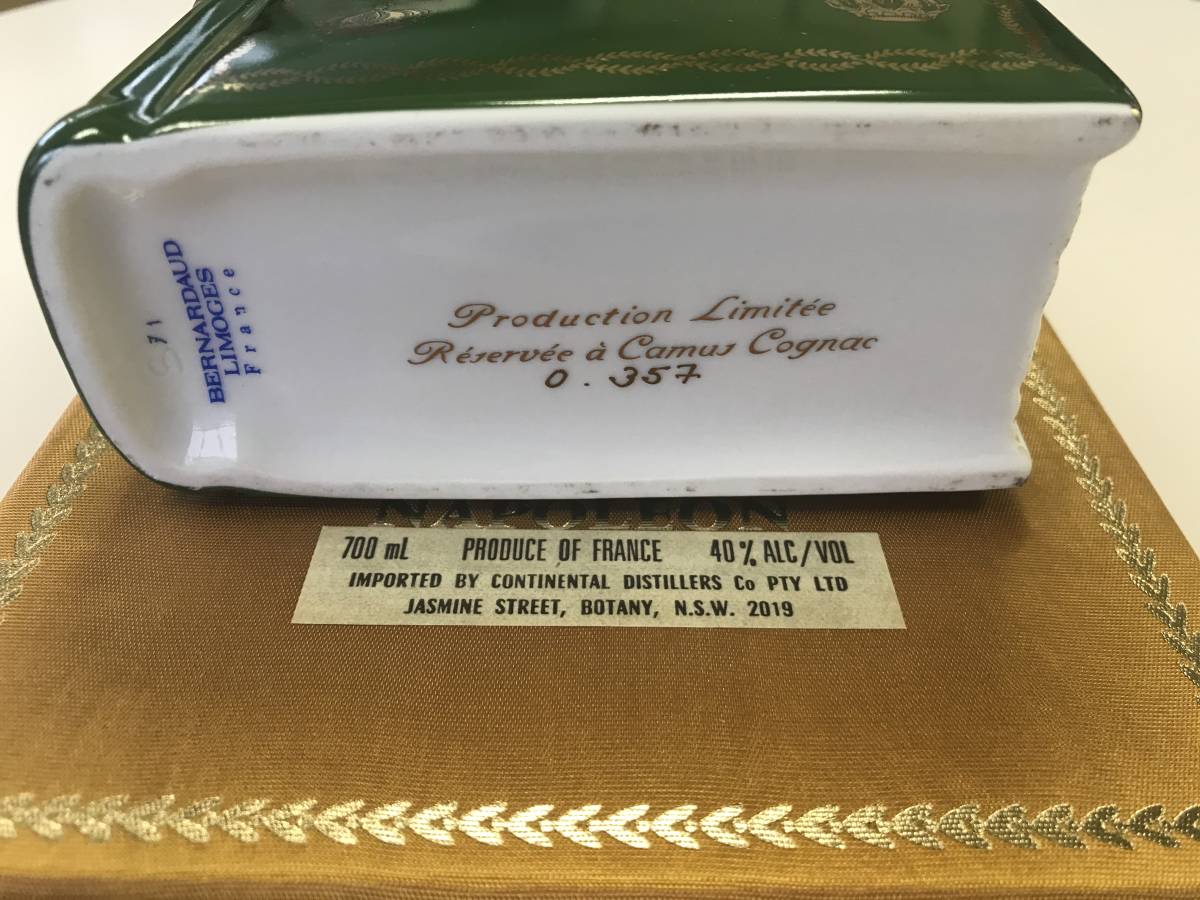 Production Limitée
Réservée à Camus Cognac
0.357
BERNARDAUD
LIMOGES
France
71
NAPOLEON
700 mL PRODUCE OF FRANCE 40% ALC/VOL
IMPORTED BY CONTINENTAL DISTILLERS Co PTY LTD
JASMINE STREET, BOTANY, N.S.W. 2019